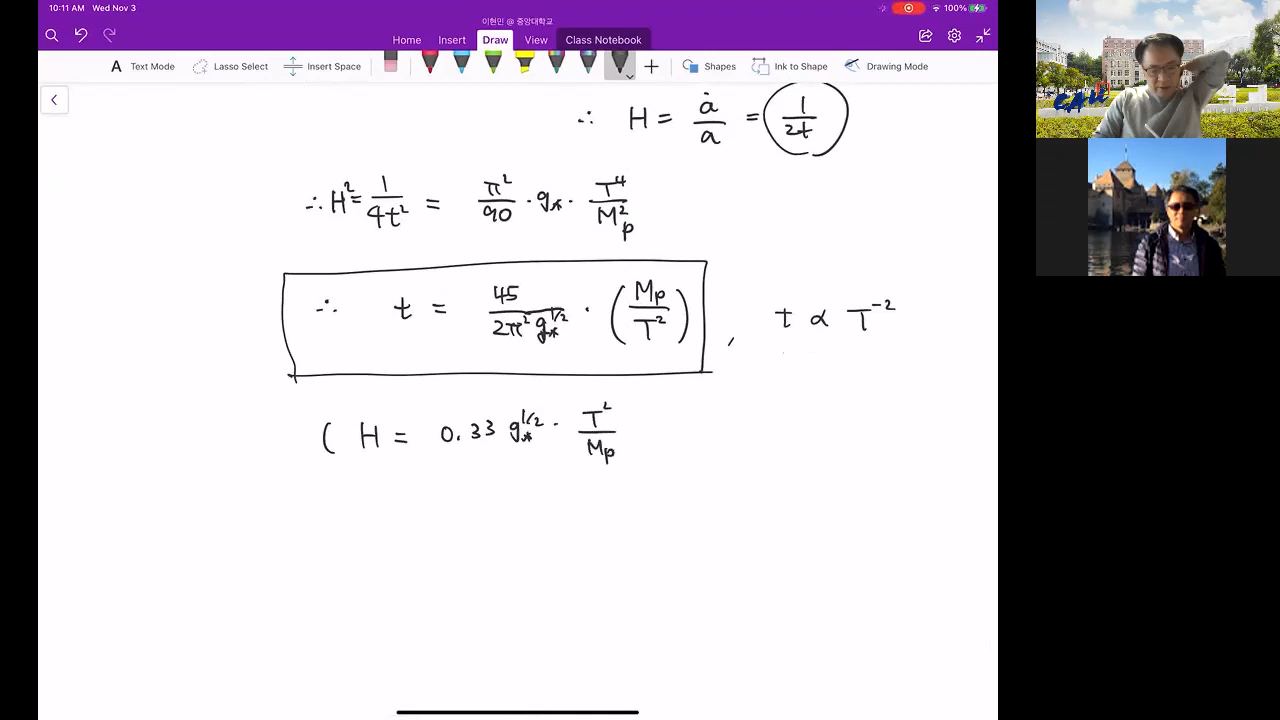 10:11 AM Wed Nov 3
100%
이현민 @ 중앙대학교
Home Insert Draw View Class Notebook
A Text Mode Lasso Select Insert Space Shapes Ink to Shape Drawing Mode
∴ H = ȧ/a = 1/2t
∴ H² = 1/4t² = π²/90 · g* · T⁴/Mp²
∴ t = 45/2π²g*^1/2 · (Mp/T²) , t ∝ T⁻²
( H = 0.33 g*^1/2 · T²/Mp
CAU